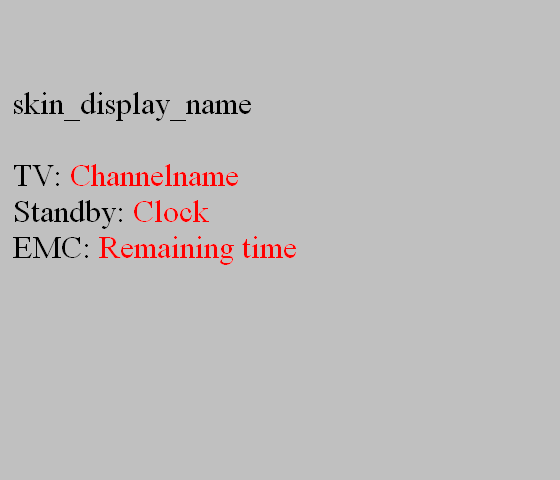 skin_display_name
TV: Channelname
Standby: Clock
EMC: Remaining time